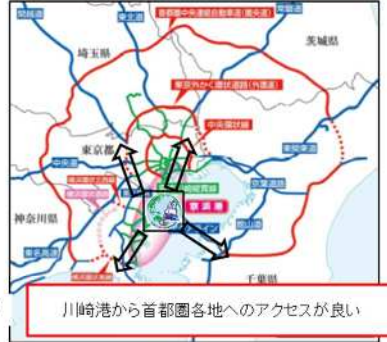 関越道
東北道
首都圏中央連絡自動車道(圏央道)
常磐道
茨城県
埼玉県
東京外かく環状道路(外環道)
中央環状線
東京都
中央道
東関東道
京葉道路
京浜港
神奈川県
館山道
東名高速
千葉県
川崎港から首都圏各地へのアクセスが良い